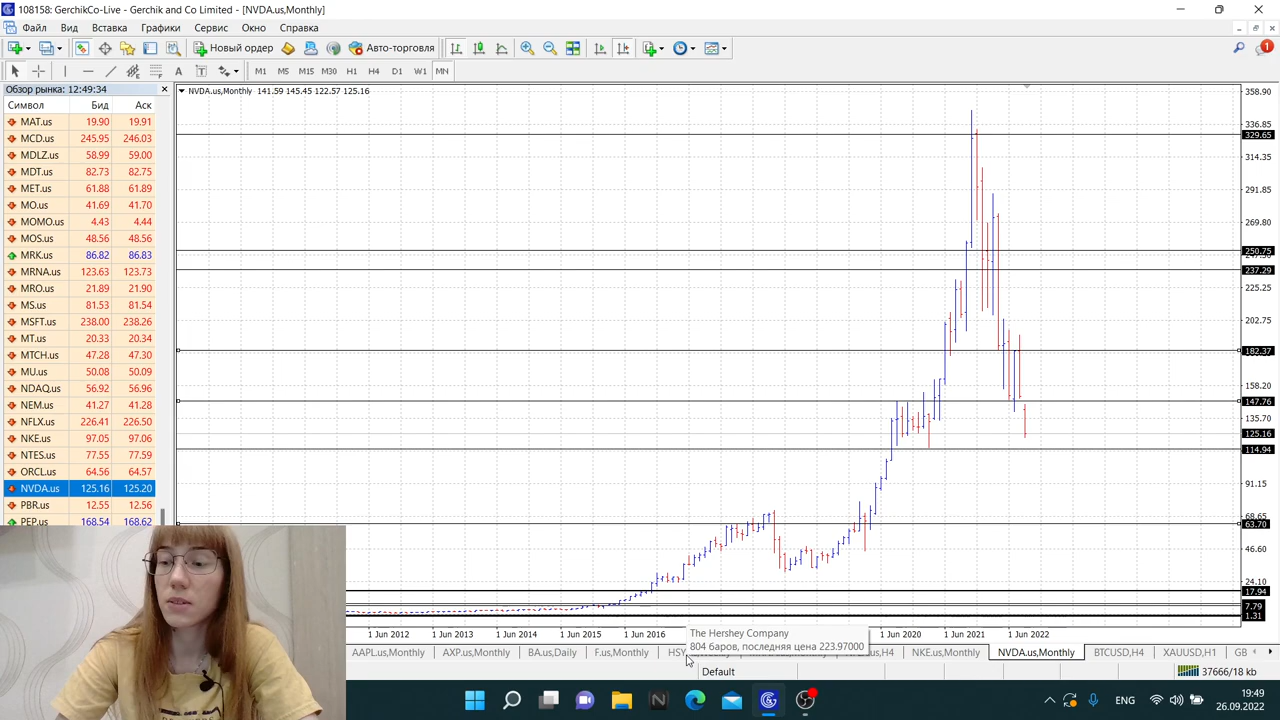 108158: GerchikCo-Live - Gerchik and Co Limited - [NVDA.us,Monthly]
Файл Вид Вставка Графики Сервис Окно Справка
Новый ордер Авто-торговля 1
A T M1 M5 M15 M30 H1 H4 D1 W1 MN
Обзор рынка: 12:49:34
Символ Бид Аск
MAT.us 19.90 19.91
MCD.us 245.95 246.03
MDLZ.us 58.99 59.00
MDT.us 82.73 82.75
MET.us 61.88 61.89
MO.us 41.69 41.70
MOMO.us 4.43 4.44
MOS.us 48.56 48.56
MRK.us 86.82 86.83
MRNA.us 123.63 123.73
MRO.us 21.89 21.90
MS.us 81.53 81.54
MSFT.us 238.00 238.26
MT.us 20.33 20.34
MTCH.us 47.28 47.30
MU.us 50.08 50.09
NDAQ.us 56.92 56.96
NEM.us 41.27 41.28
NFLX.us 226.41 226.50
NKE.us 97.05 97.06
NTES.us 77.55 77.59
ORCL.us 64.56 64.57
NVDA.us 125.16 125.20
PBR.us 12.55 12.56
PEP.us 168.54 168.62
NVDA.us,Monthly 141.59 145.45 122.57 125.16
358.90
336.85
329.65
314.35
291.85
269.80
250.75
237.29
225.25
202.75
182.37
158.20
147.76
135.70
125.16
114.94
91.15
68.65
63.70
46.60
24.10
17.94
7.79
1.31
1 Jun 2012 1 Jun 2013 1 Jun 2014 1 Jun 2015 1 Jun 2016 1 Jun 2020 1 Jun 2021 1 Jun 2022
The Hershey Company
804 баров, последняя цена 223.97000
AAPL.us,Monthly BA.us,Daily F.us,Monthly HSY NKE.us,Monthly NVDA.us,Monthly BTCUSD,H4 XAUUSD,H1 GB
Default 37666/18 kb
ENG 19:49
26.09.2022